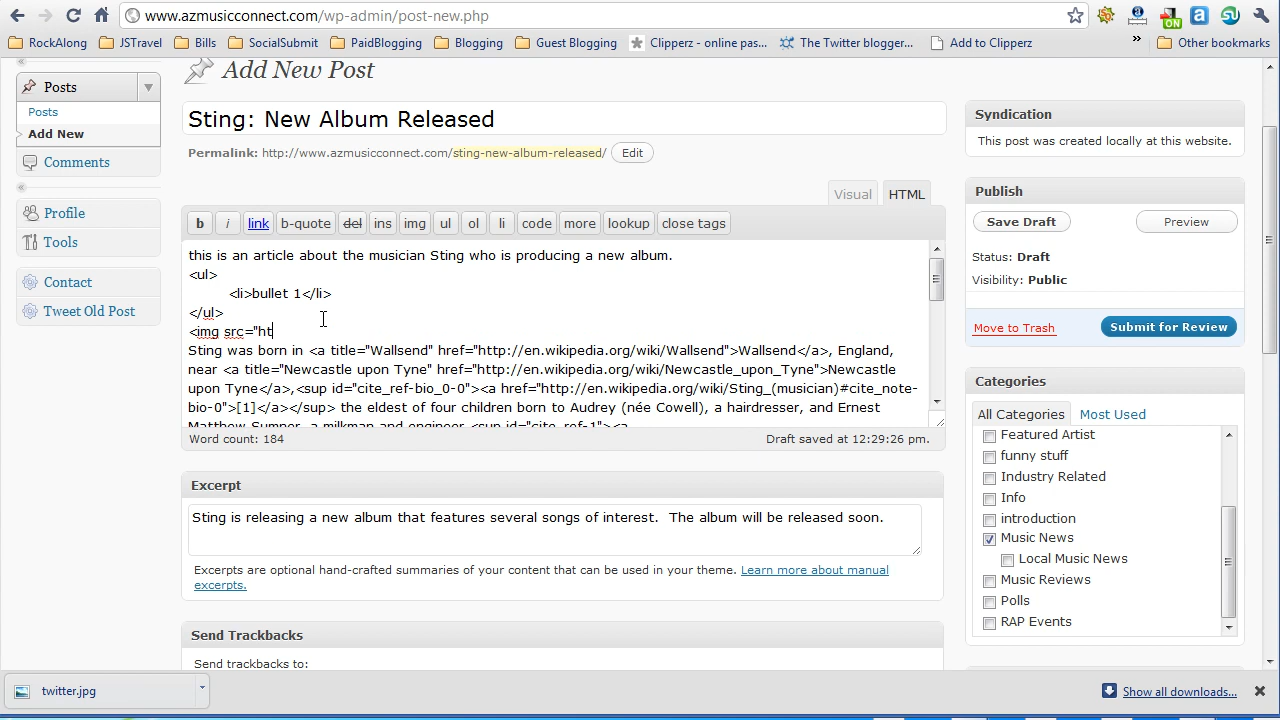 www.azmusicconnect.com/wp-admin/post-new.php
ON
RockAlong JSTravel Bills SocialSubmit PaidBlogging Blogging Guest Blogging Clipperz - online pas... The Twitter blogger... Add to Clipperz » Other bookmarks
Add New Post
Posts
Posts
Add New
Comments
Profile
Tools
Contact
Tweet Old Post
Sting: New Album Released
Permalink: http://www.azmusicconnect.com/sting-new-album-released/ Edit
Visual HTML
b i link b-quote del ins img ul ol li code more lookup close tags
this is an article about the musician Sting who is producing a new album.
<ul>
<li>bullet 1</li>
</ul>
<img src="ht
Sting was born in <a title="Wallsend" href="http://en.wikipedia.org/wiki/Wallsend">Wallsend</a>, England,
near <a title="Newcastle upon Tyne" href="http://en.wikipedia.org/wiki/Newcastle_upon_Tyne">Newcastle
upon Tyne</a>,<sup id="cite_ref-bio_0-0"><a href="http://en.wikipedia.org/wiki/Sting_(musician)#cite_note-
bio-0">[1]</a></sup> the eldest of four children born to Audrey (née Cowell), a hairdresser, and Ernest
Matthew Sumner, a milkman and engineer.<sup id="cite_ref-1"><a
Word count: 184 Draft saved at 12:29:26 pm.
Excerpt
Sting is releasing a new album that features several songs of interest.  The album will be released soon.
Excerpts are optional hand-crafted summaries of your content that can be used in your theme. Learn more about manual
excerpts.
Send Trackbacks
Send trackbacks to:
Syndication
This post was created locally at this website.
Publish
Save Draft Preview
Status: Draft
Visibility: Public
Move to Trash Submit for Review
Categories
All Categories Most Used
Featured Artist
funny stuff
Industry Related
Info
introduction
Music News
Local Music News
Music Reviews
Polls
RAP Events
twitter.jpg
Show all downloads...